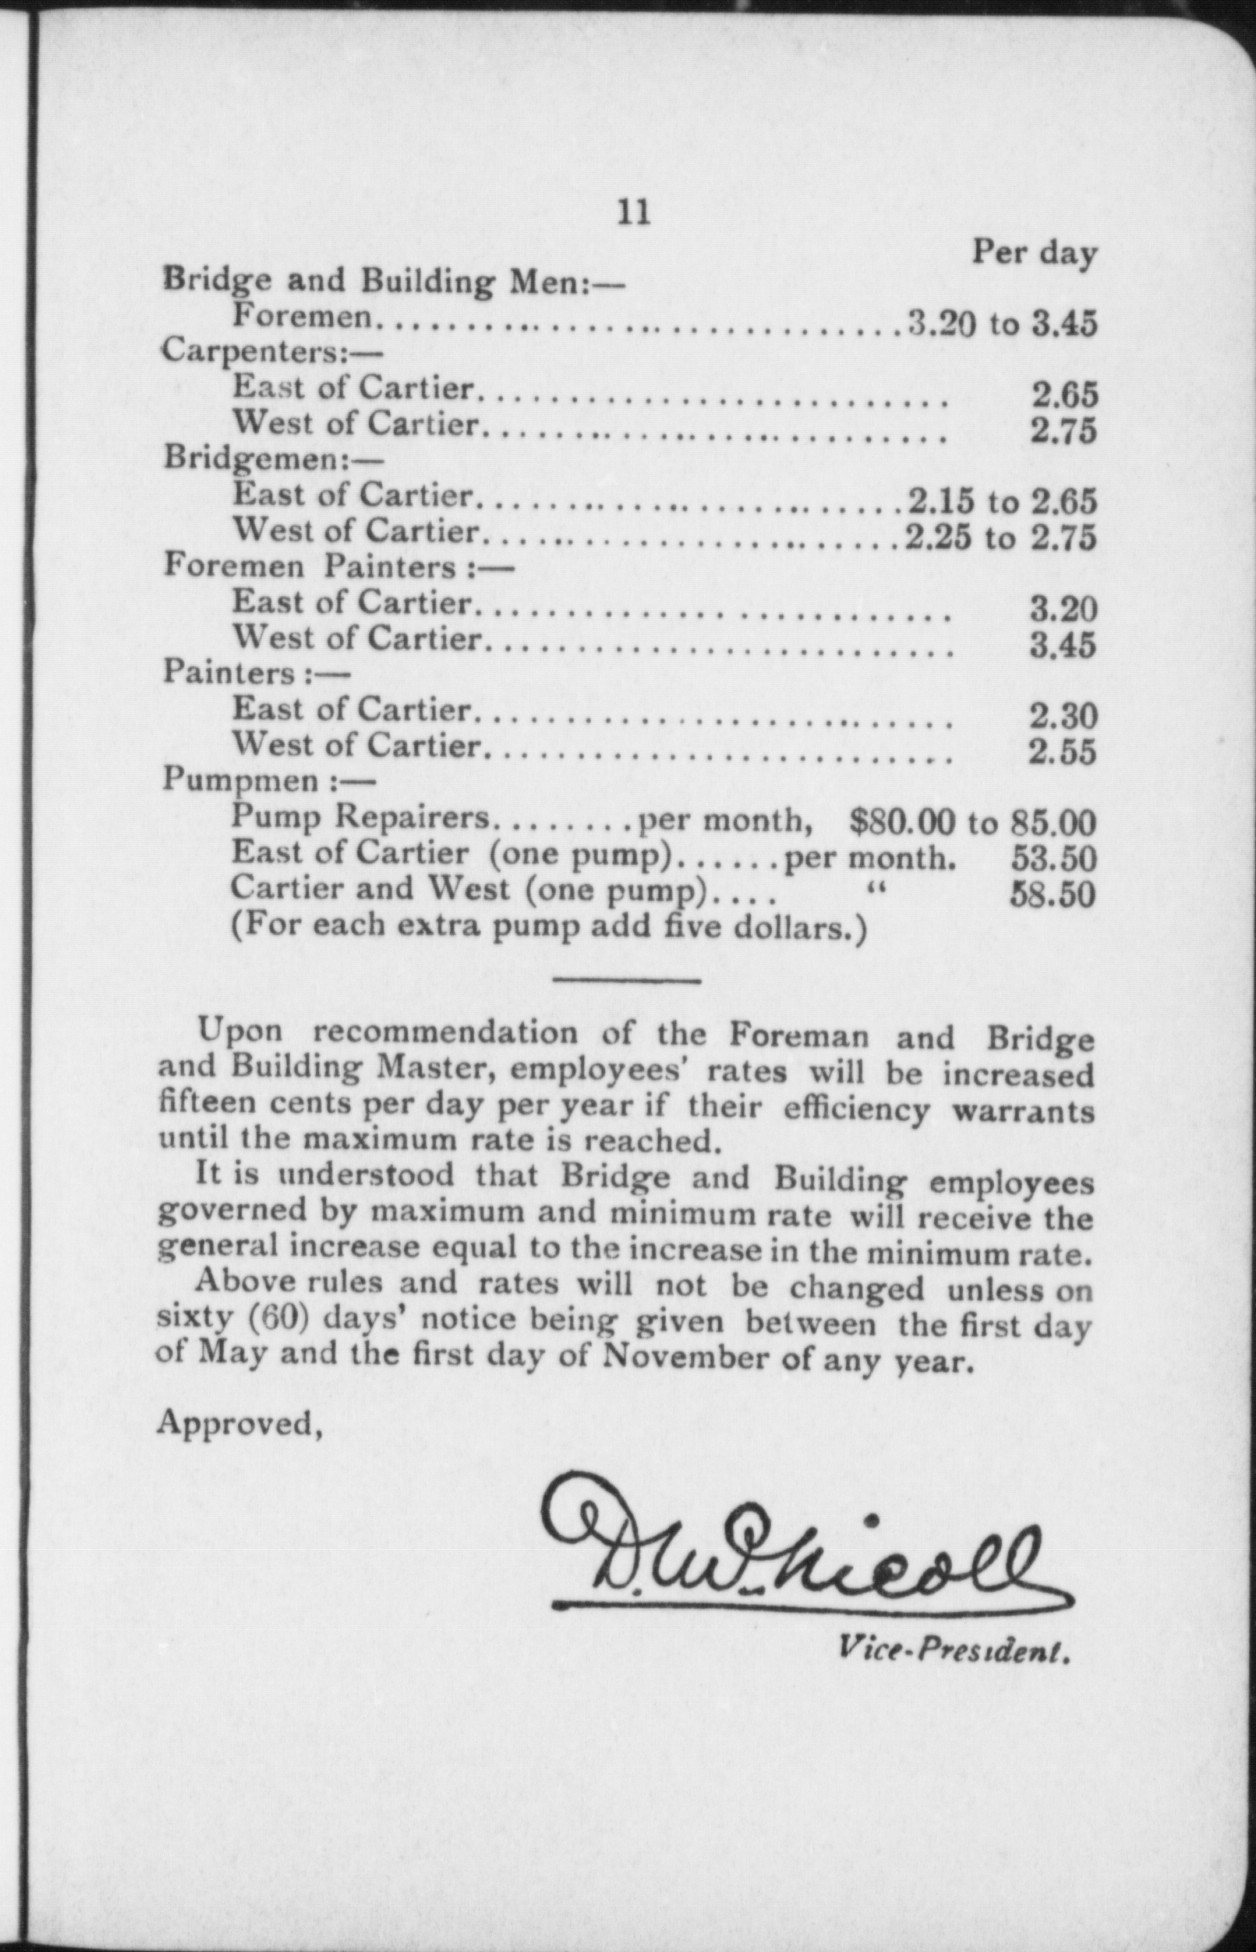 11
Per day
Bridge and Building Men:—
Foremen..............................3.20 to 3.45
Carpenters:—
East of Cartier.......................... 2.65
West of Cartier.......................... 2.75
Bridgemen:—
East of Cartier........................2.15 to 2.65
West of Cartier........................2.25 to 2.75
Foremen Painters :—
East of Cartier.......................... 3.20
West of Cartier.......................... 3.45
Painters :—
East of Cartier.......................... 2.30
West of Cartier.......................... 2.55
Pumpmen :—
Pump Repairers........per month, $80.00 to 85.00
East of Cartier (one pump)......per month. 53.50
Cartier and West (one pump).... “ 58.50
(For each extra pump add five dollars.)
Upon recommendation of the Foreman and Bridge
and Building Master, employees’ rates will be increased
fifteen cents per day per year if their efficiency warrants
until the maximum rate is reached.
It is understood that Bridge and Building employees
governed by maximum and minimum rate will receive the
general increase equal to the increase in the minimum rate.
Above rules and rates will not be changed unless on
sixty (60) days’ notice being given between the first day
of May and the first day of November of any year.
Approved,
D. McNicoll
Vice-President.